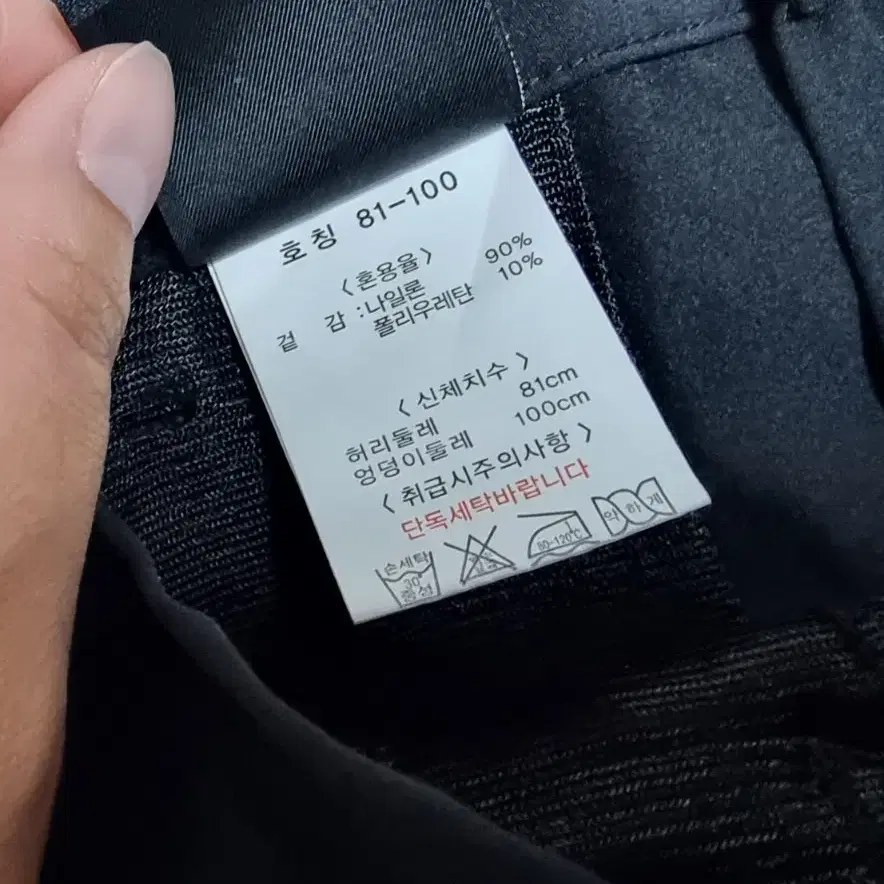 호칭 81-100
〈혼용율〉
겉 감 :나일론 90%
폴리우레탄 10%
〈신체치수〉
허리둘레 81cm
엉덩이둘레 100cm
〈취급시주의사항〉
단독세탁바랍니다
손세탁
30°
중성
80-120℃
약하게